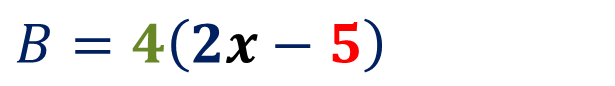 B = 4(2x − 5)